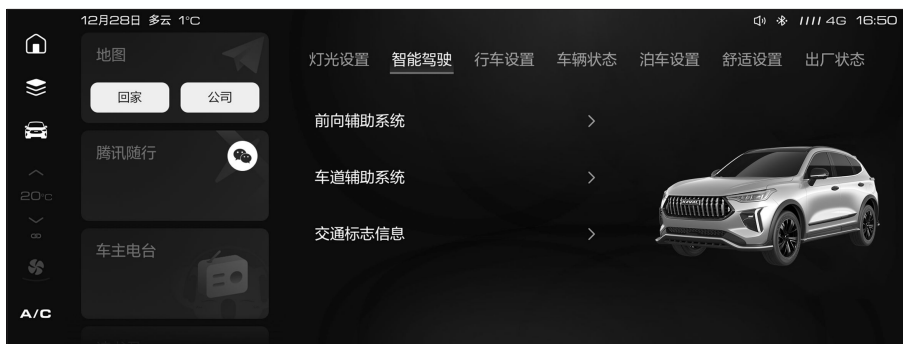 12月28日 多云 1°C
4G 16:50
地图
回家 公司
腾讯随行
车主电台
20°C
A/C
灯光设置 智能驾驶 行车设置 车辆状态 泊车设置 舒适设置 出厂状态
前向辅助系统
车道辅助系统
交通标志信息